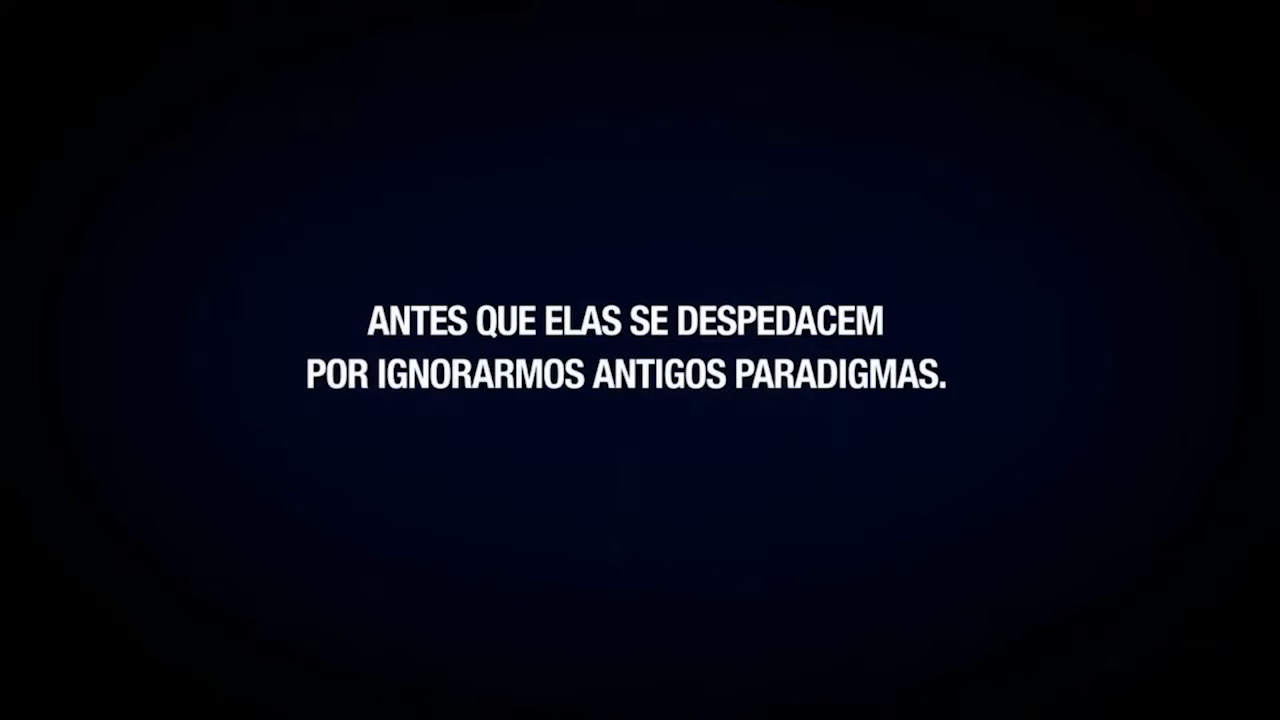 ANTES QUE ELAS SE DESPEDACEM
POR IGNORARMOS ANTIGOS PARADIGMAS.